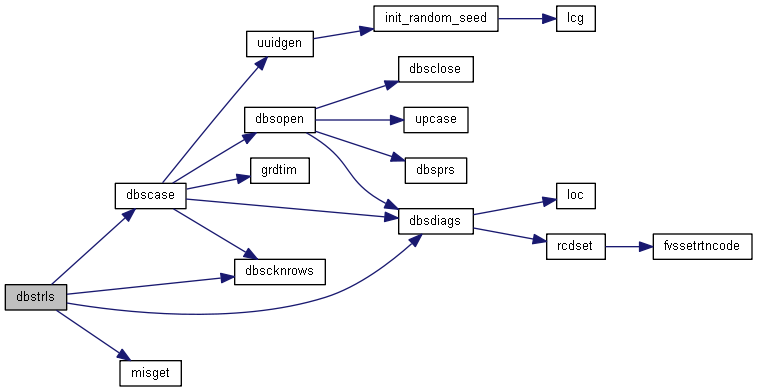 init_random_seed
lcg
uuidgen
dbsclose
dbsopen
upcase
dbsprs
grdtim
dbscase
loc
dbsdiags
rcdset
fvssetrtncode
dbscknrows
dbstrls
misget